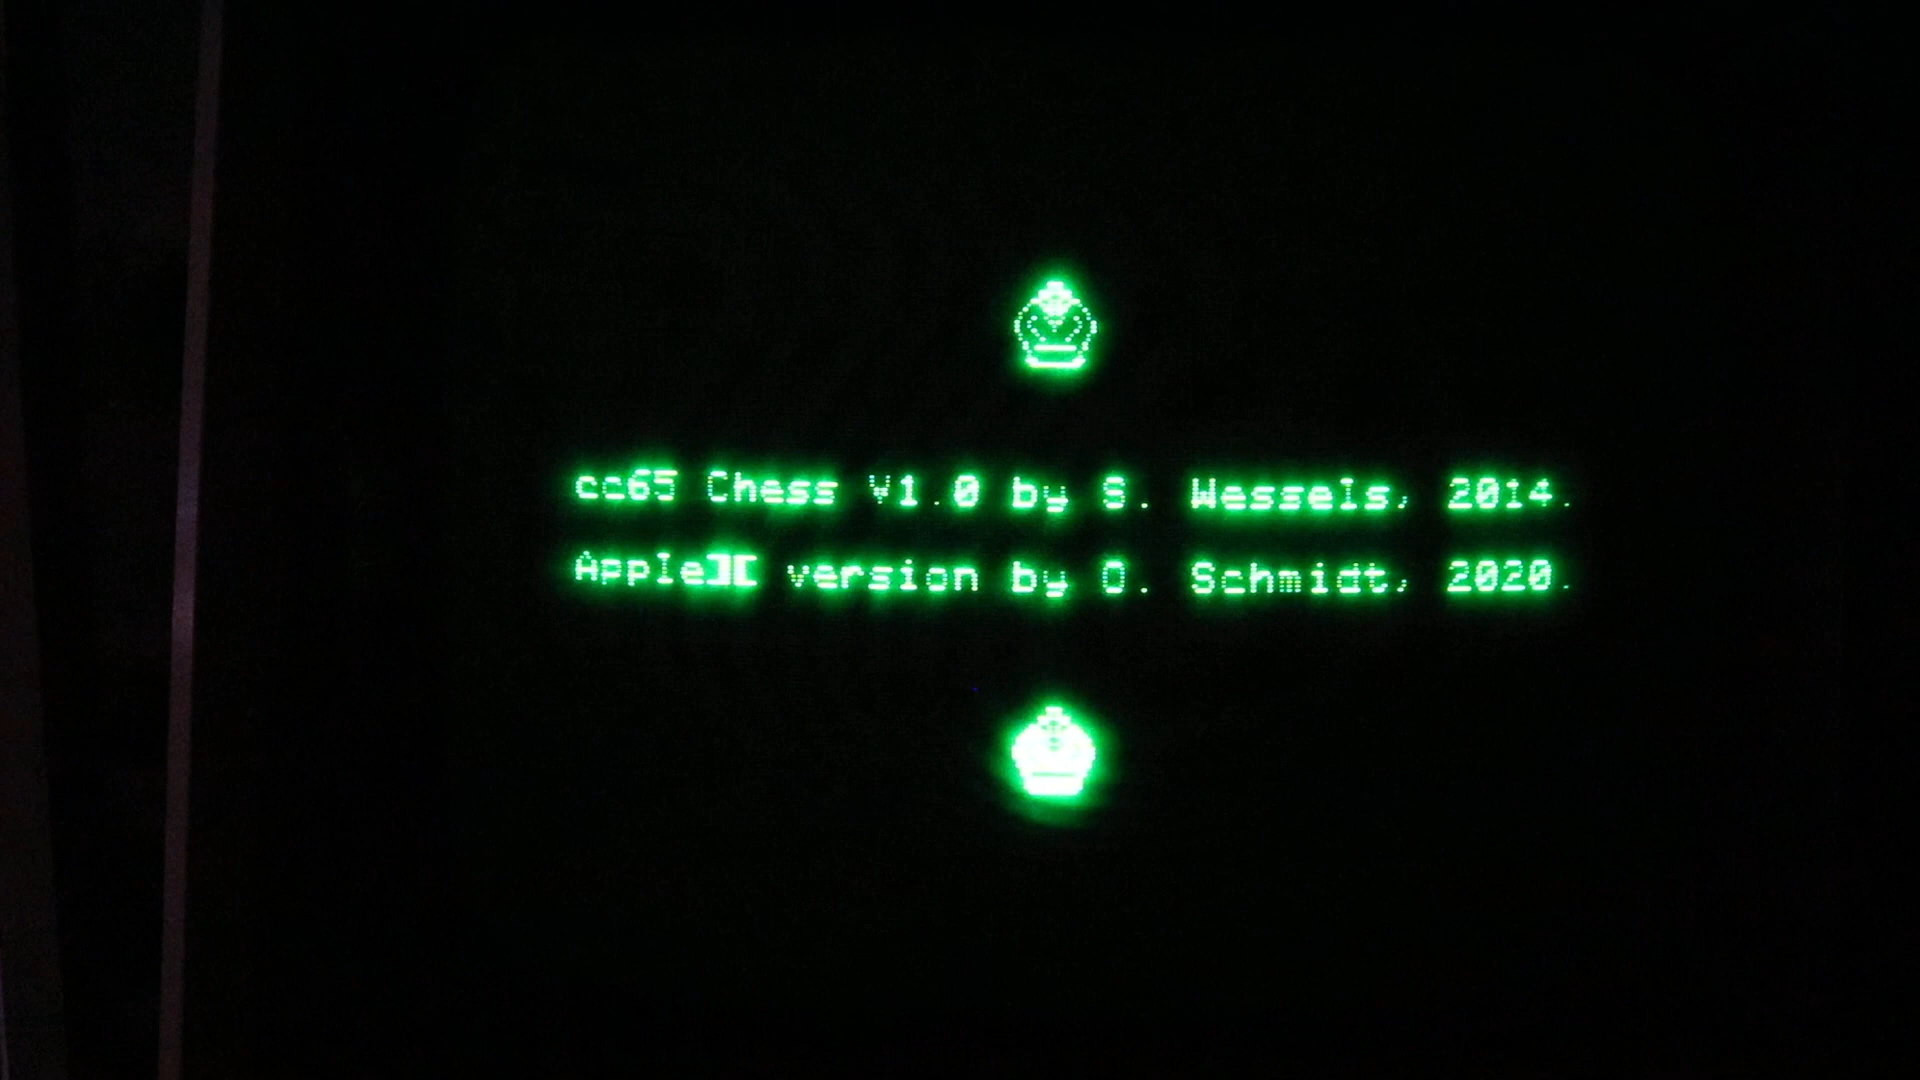 cc65 Chess V1.0 by S. Wessels, 2014.
Apple][ version by O. Schmidt, 2020.